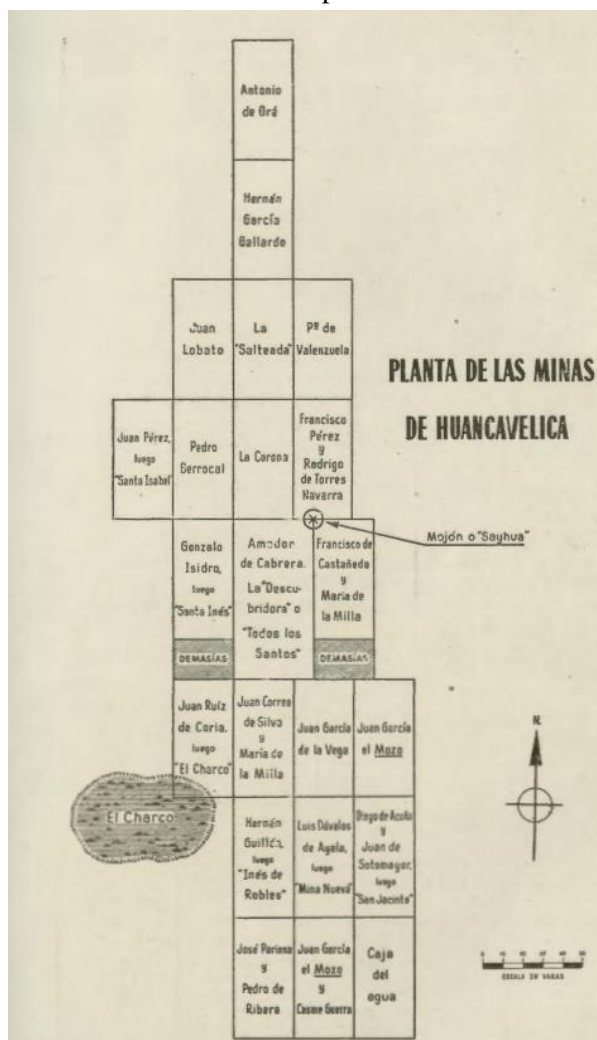 Antonio
de Grá
Hernán
García
Gallardo
Juan
Lobato
La
"Salteada"
Pº de
Valenzuela
PLANTA DE LAS MINAS
DE HUANCAVELICA
Juan Pérez,
luego
"Santa Isabel"
Pedro
Berrocal
La Corona
Francisco
Pérez
y
Rodrigo
de Torres
Navarra
Mojón o "Sayhua"
Gonzalo
Isidro,
luego
"Santa Inés"
Amador
de Cabrera.
La "Descu-
bridora" o
"Todos los
Santos"
Francisco de
Castañeda
y
María de
la Milla
DEMASÍAS
DEMASÍAS
Juan Ruíz
de Coria,
luego
"El Charco"
Juan Correa
de Silva
y
María de
la Milla
Juan García
de la Vega
Juan García
el Mozo
N.
El Charco
Hernán
Guillén,
luego
"Inés de
Robles"
Luis Dávalos
de Ayala,
luego
"Mina Nueva"
Diego de Acuña
y
Juan de
Sotomayor,
luego
"San Jacinto"
José Pariona
y
Pedro de
Ribera
Juan García
el Mozo
y
Cosme Guerra
Caja
del
agua
ESCALA EN VARAS